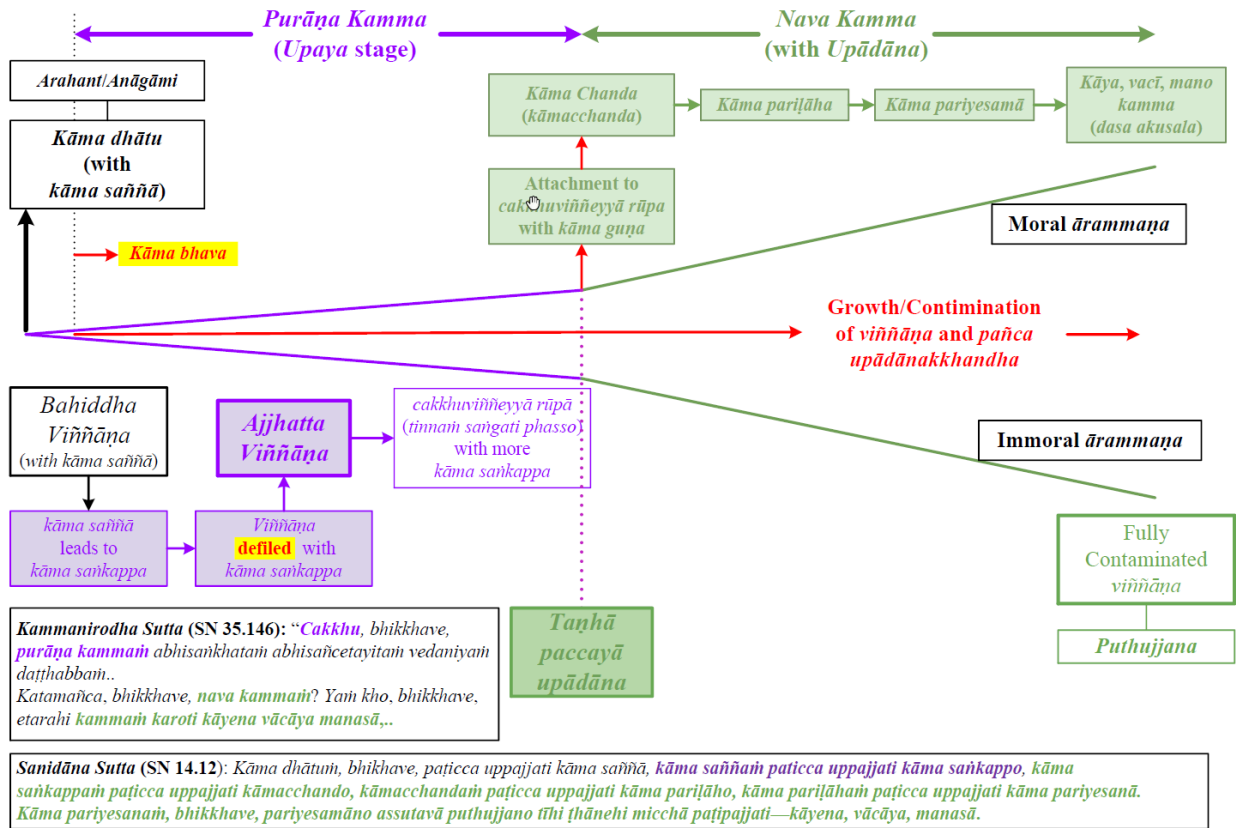 Purāṇa Kamma
(Upaya stage)
Nava Kamma
(with Upādāna)
Arahant/Anāgāmi
Kāma dhātu
(with
kāma saññā)
Kāma bhava
Kāma Chanda
(kāmacchanda)
Kāma pariḷāha
Kāma pariyesamā
Kāya, vacī, mano
kamma
(dasa akusala)
Attachment to
cakkhuviññeyyā rūpa
with kāma guṇa
Moral ārammaṇa
Growth/Contimination
of viññāṇa and pañca
upādānakkhandha
Immoral ārammaṇa
Bahiddha
Viññāṇa
(with kāma saññā)
Ajjhatta
Viññāṇa
cakkhuviññeyyā rūpā
(tinnaṁ saṅgati phasso)
with more
kāma saṅkappa
kāma saññā
leads to
kāma saṅkappa
Viññāṇa
defiled with
kāma saṅkappa
Taṇhā
paccayā
upādāna
Fully
Contaminated
viññāṇa
Puthujjana
Kammanirodha Sutta (SN 35.146): “Cakkhu, bhikkhave,
purāṇa kammaṁ abhisaṅkhataṁ abhisañcetayitaṁ vedaniyaṁ
daṭṭhabbaṁ..
Katamañca, bhikkhave, nava kammaṁ? Yaṁ kho, bhikkhave,
etarahi kammaṁ karoti kāyena vācāya manasā,..
Sanidāna Sutta (SN 14.12): Kāma dhātuṁ, bhikhave, paṭicca uppajjati kāma saññā, kāma saññaṁ paticca uppajjati kāma saṅkappo, kāma
saṅkappaṁ paṭicca uppajjati kāmacchando, kāmacchandaṁ paṭicca uppajjati kāma pariḷāho, kāma pariḷāhaṁ paṭicca uppajjati kāma pariyesanā.
Kāma pariyesanaṁ, bhikkhave, pariyesamāno assutavā puthujjano tīhi ṭhānehi micchā paṭipajjati—kāyena, vācāya, manasā.